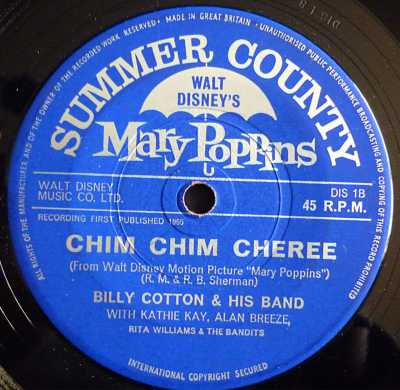 MADE IN GREAT BRITAIN · UNAUTHORISED PUBLIC PERFORMANCE BROADCASTING AND COPYING OF THIS RECORD PROHIBITED
ALL RIGHTS OF THE MANUFACTURER AND OF THE OWNER OF THE RECORDED WORK RESERVED
SUMMER COUNTY
WALT
DISNEY'S
Mary Poppins
WALT DISNEY
MUSIC CO. LTD.
DIS 1B
45 R.P.M.
RECORDING FIRST PUBLISHED 1965
CHIM CHIM CHEREE
(From Walt Disney Motion Picture "Mary Poppins")
(R. M. & R. B. Sherman)
BILLY COTTON & HIS BAND
WITH KATHIE KAY, ALAN BREEZE,
RITA WILLIAMS & THE BANDITS
INTERNATIONAL COPYRIGHT SECURED